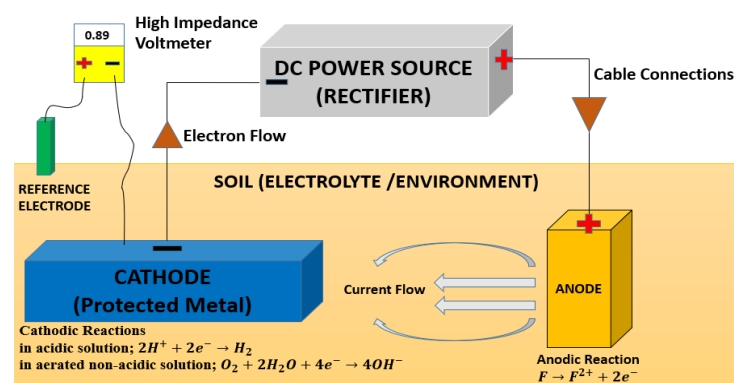 0.89
High Impedance
Voltmeter
+ −
DC POWER SOURCE
(RECTIFIER)
−
+
Cable Connections
Electron Flow
REFERENCE
ELECTRODE
SOIL (ELECTROLYTE /ENVIRONMENT)
−
+
CATHODE
(Protected Metal)
Current Flow
ANODE
Cathodic Reactions
in acidic solution; 2H⁺ + 2e⁻ → H₂
in aerated non-acidic solution; O₂ + 2H₂O + 4e⁻ → 4OH⁻
Anodic Reaction
F → F²⁺ + 2e⁻